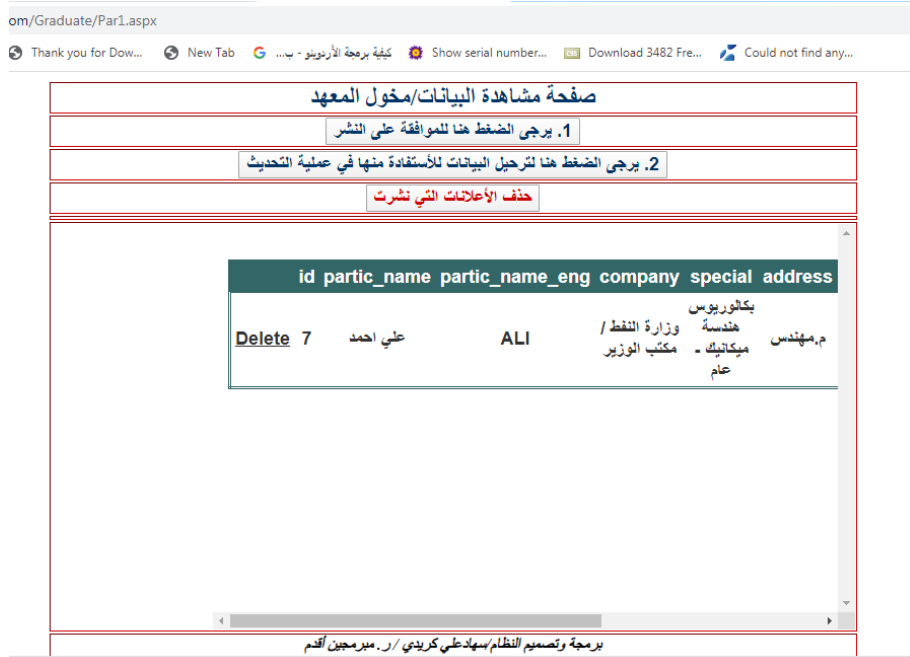 om/Graduate/Par1.aspx
Thank you for Dow... New Tab كيفية برمجة الأردوينو - ب... Show serial number... Download 3482 Fre... Could not find any...
صفحة مشاهدة البيانات/مخول المعهد
1. يرجى الضغط هنا للموافقة على النشر
2. يرجى الضغط هنا لترحيل البيانات للأستفادة منها في عملية التحديث
حذف الأعلانات التي نشرت
id partic_name partic_name_eng company special address
Delete 7 علي احمد ALI وزارة النفط / مكتب الوزير بكالوريوس هندسة ميكانيك - عام م.مهندس
برمجة وتصميم النظام/سهاد علي كريدي /ر. مبرمجين أقدم